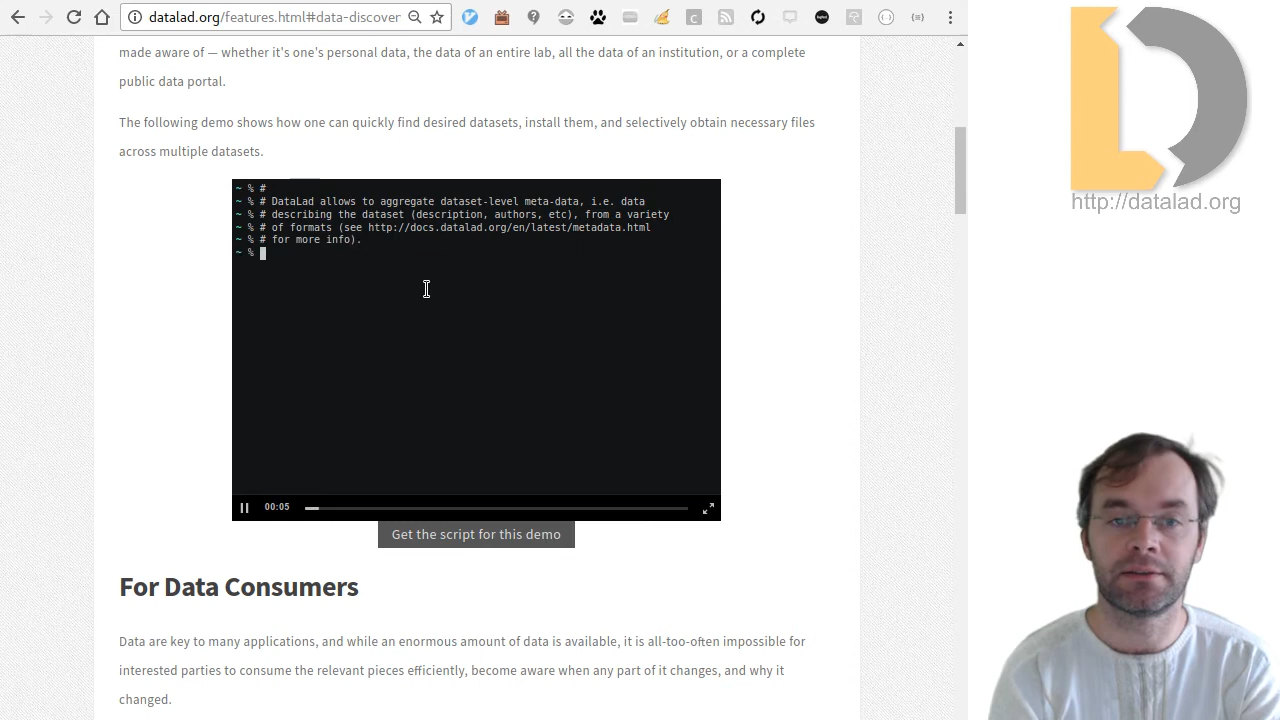 datalad.org/features.html#data-discover
made aware of — whether it's one's personal data, the data of an entire lab, all the data of an institution, or a complete
public data portal.
The following demo shows how one can quickly find desired datasets, install them, and selectively obtain necessary files
across multiple datasets.
~ % #
~ % # DataLad allows to aggregate dataset-level meta-data, i.e. data
~ % # describing the dataset (description, authors, etc), from a variety
~ % # of formats (see http://docs.datalad.org/en/latest/metadata.html
~ % # for more info).
~ %
00:05
Get the script for this demo
For Data Consumers
Data are key to many applications, and while an enormous amount of data is available, it is all-too-often impossible for
interested parties to consume the relevant pieces efficiently, become aware when any part of it changes, and why it
changed.
http://datalad.org